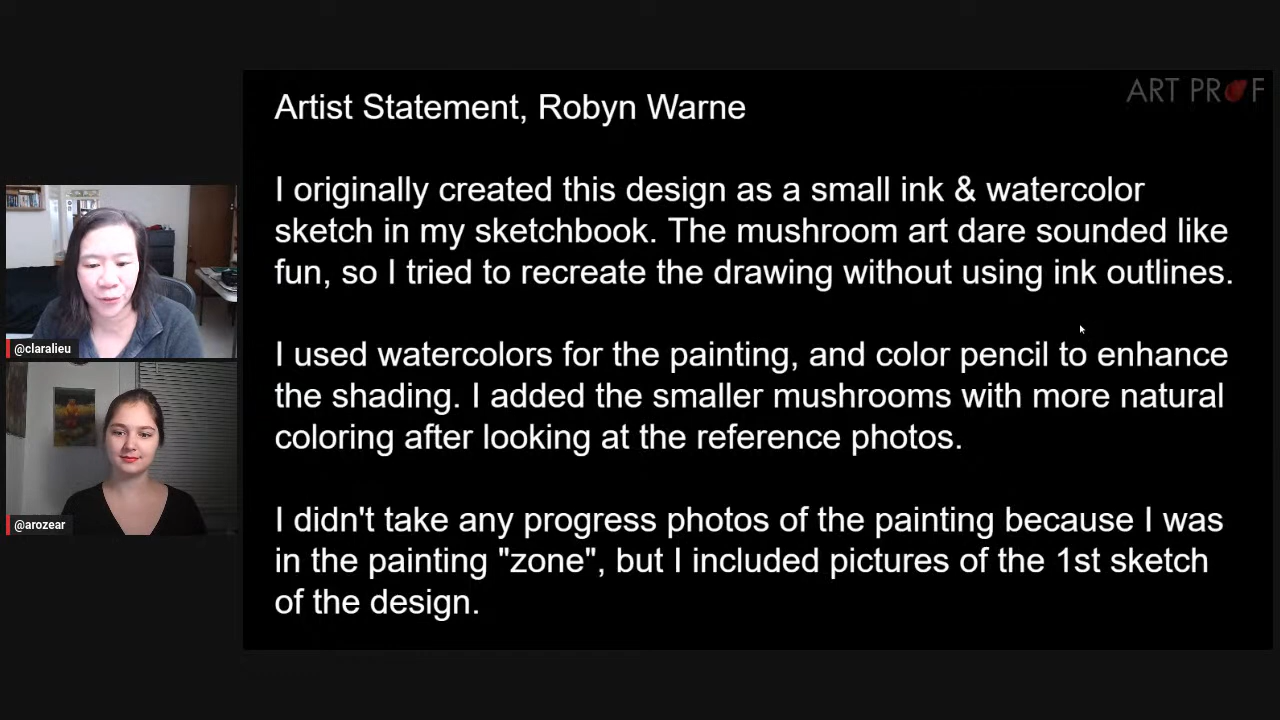 ART PROF
Artist Statement, Robyn Warne
I originally created this design as a small ink & watercolor
sketch in my sketchbook. The mushroom art dare sounded like
fun, so I tried to recreate the drawing without using ink outlines.
I used watercolors for the painting, and color pencil to enhance
the shading. I added the smaller mushrooms with more natural
coloring after looking at the reference photos.
I didn't take any progress photos of the painting because I was
in the painting "zone", but I included pictures of the 1st sketch
of the design.
@claralieu
@arozear